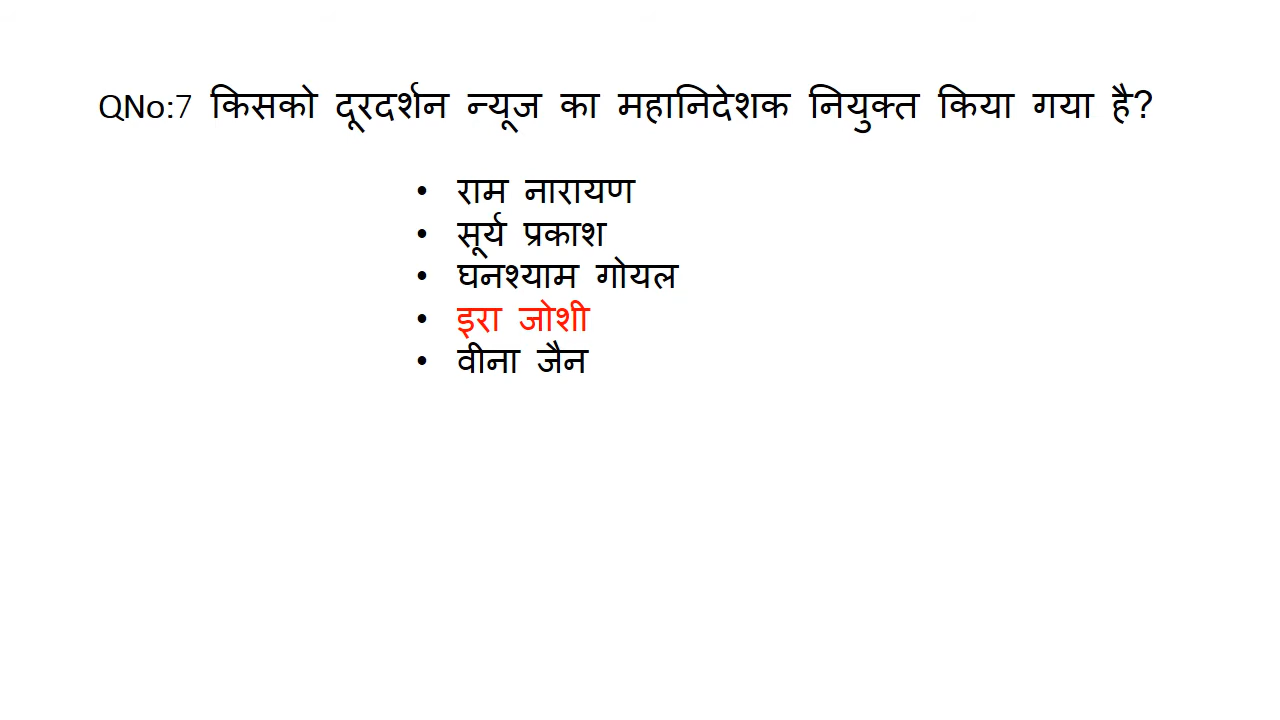 QNo:7 किसको दूरदर्शन न्यूज का महानिदेशक नियुक्त किया गया है?
• राम नारायण
• सूर्य प्रकाश
• घनश्याम गोयल
• इरा जोशी
• वीना जैन